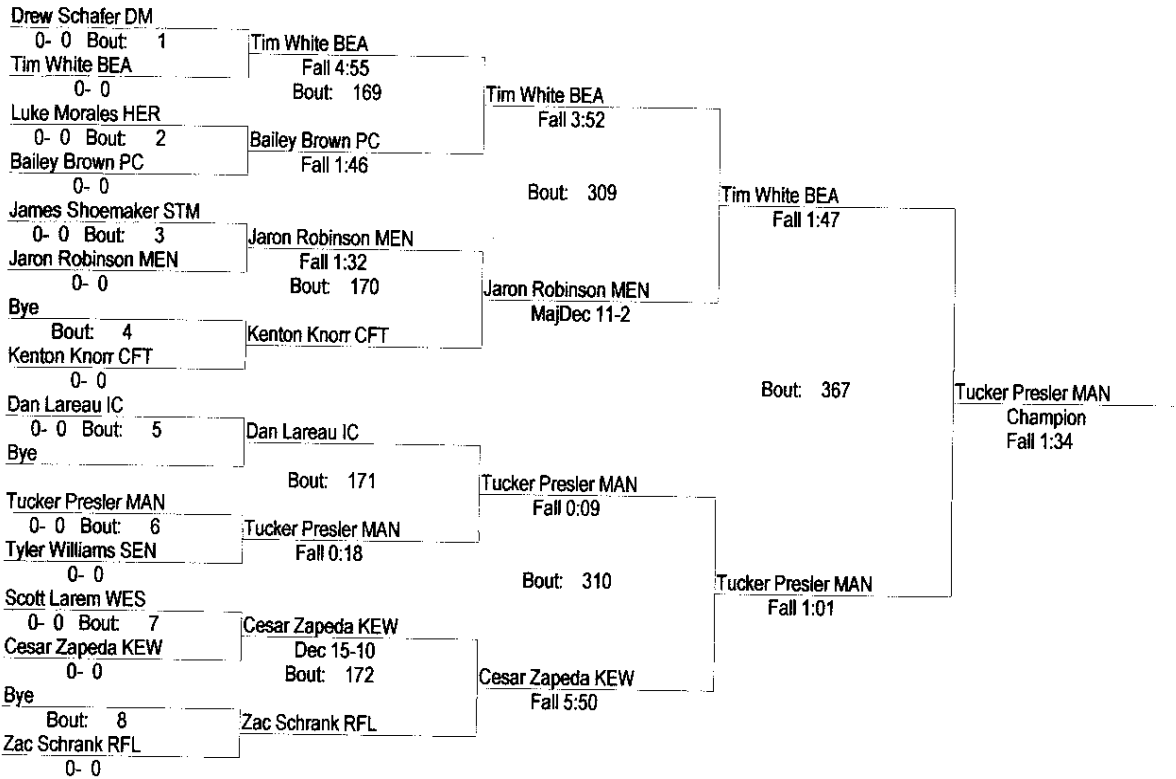 Drew Schafer DM
0- 0 Bout: 1
Tim White BEA
0- 0
Luke Morales HER
0- 0 Bout: 2
Bailey Brown PC
0- 0
James Shoemaker STM
0- 0 Bout: 3
Jaron Robinson MEN
0- 0
Bye
Bout: 4
Kenton Knorr CFT
0- 0
Dan Lareau IC
0- 0 Bout: 5
Bye
Tucker Presler MAN
0- 0 Bout: 6
Tyler Williams SEN
0- 0
Scott Larem WES
0- 0 Bout: 7
Cesar Zapeda KEW
0- 0
Bye
Bout: 8
Zac Schrank RFL
0- 0
Tim White BEA
Fall 4:55
Bout: 169
Bailey Brown PC
Fall 1:46
Jaron Robinson MEN
Fall 1:32
Bout: 170
Kenton Knorr CFT
Dan Lareau IC
Bout: 171
Tucker Presler MAN
Fall 0:18
Cesar Zapeda KEW
Dec 15-10
Bout: 172
Zac Schrank RFL
Tim White BEA
Fall 3:52
Bout: 309
Jaron Robinson MEN
MajDec 11-2
Tucker Presler MAN
Fall 0:09
Bout: 310
Cesar Zapeda KEW
Fall 5:50
Tim White BEA
Fall 1:47
Bout: 367
Tucker Presler MAN
Fall 1:01
Tucker Presler MAN
Champion
Fall 1:34